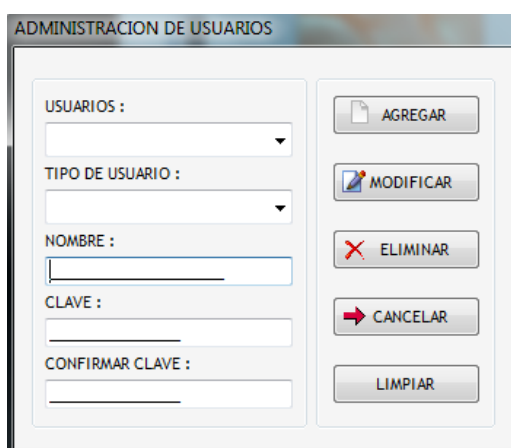 ADMINISTRACION DE USUARIOS
USUARIOS :
TIPO DE USUARIO :
NOMBRE :
CLAVE :
CONFIRMAR CLAVE :
AGREGAR
MODIFICAR
ELIMINAR
CANCELAR
LIMPIAR